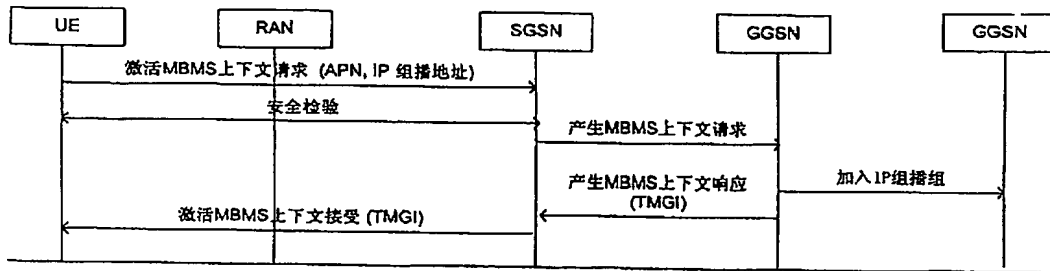 UE
RAN
SGSN
GGSN
GGSN
激活MBMS上下文请求 (APN, IP 组播地址)
安全检验
产生MBMS上下文请求
加入IP组播组
产生MBMS上下文响应
(TMGI)
激活MBMS上下文接受 (TMGI)